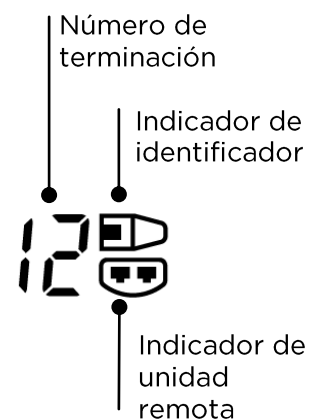 Número de
terminación
Indicador de
identificador
12
Indicador de
unidad
remota